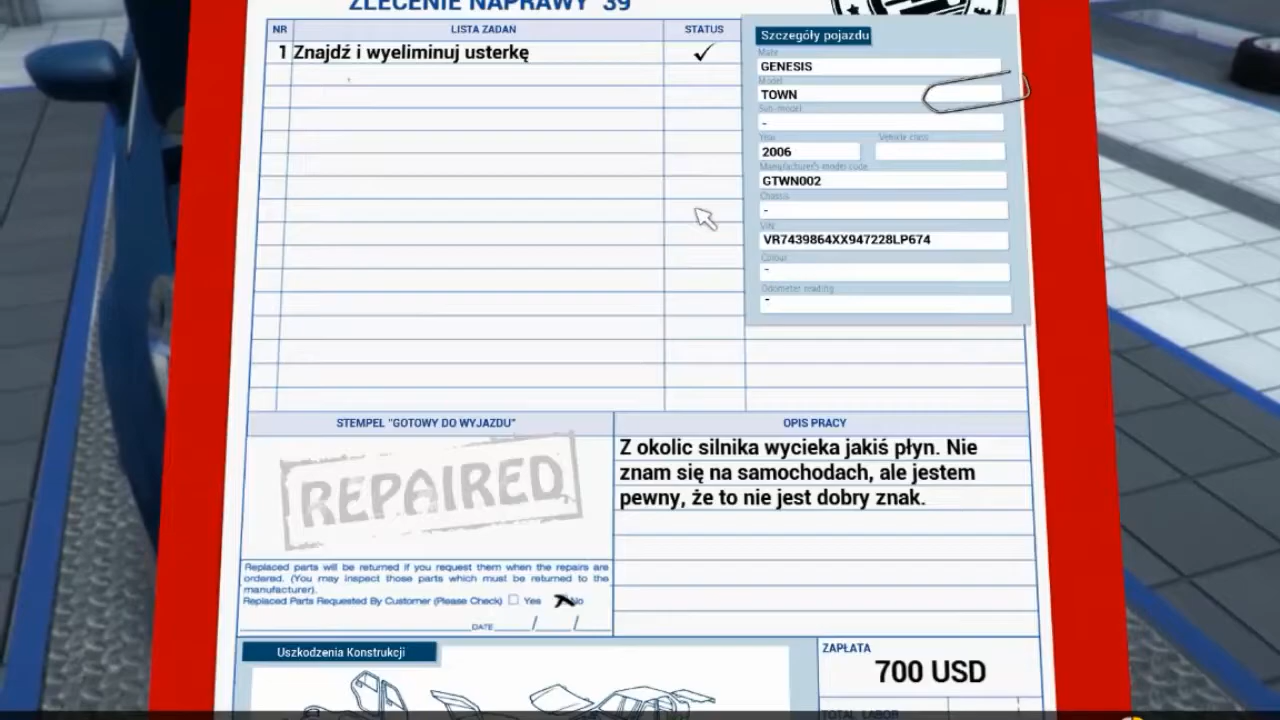 ZLECENIE NAPRAWY 39
NR LISTA ZADAN STATUS
1 Znajdź i wyeliminuj usterkę
Szczegóły pojazdu
Make
GENESIS
Model
TOWN
Sub-model
-
Year Vehicle class
2006
Manufacturer's model code
GTWN002
Chassis
-
VIN
VR7439864XX947228LP674
Colour
-
Odometer reading
-
STEMPEL "GOTOWY DO WYJAZDU"
REPAIRED
Replaced parts will be returned if you request them when the repairs are
ordered. (You may inspect those parts which must be returned to the
manufacturer).
Replaced Parts Requested By Customer (Please Check) Yes No
DATE / /
OPIS PRACY
Z okolic silnika wycieka jakiś płyn. Nie
znam się na samochodach, ale jestem
pewny, że to nie jest dobry znak.
Uszkodzenia Konstrukcji
ZAPŁATA
700 USD
TOTAL LABOR